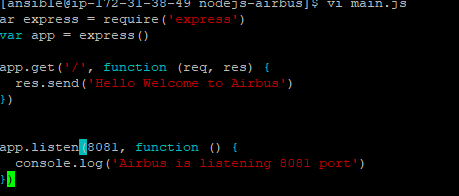 [ansible@ip-172-31-38-49 nodejs-airbus]$ vi main.js
ar express = require('express')
var app = express()
app.get('/', function (req, res) {
  res.send('Hello Welcome to Airbus')
})
app.listen(8081, function () {
  console.log('Airbus is listening 8081 port')
})